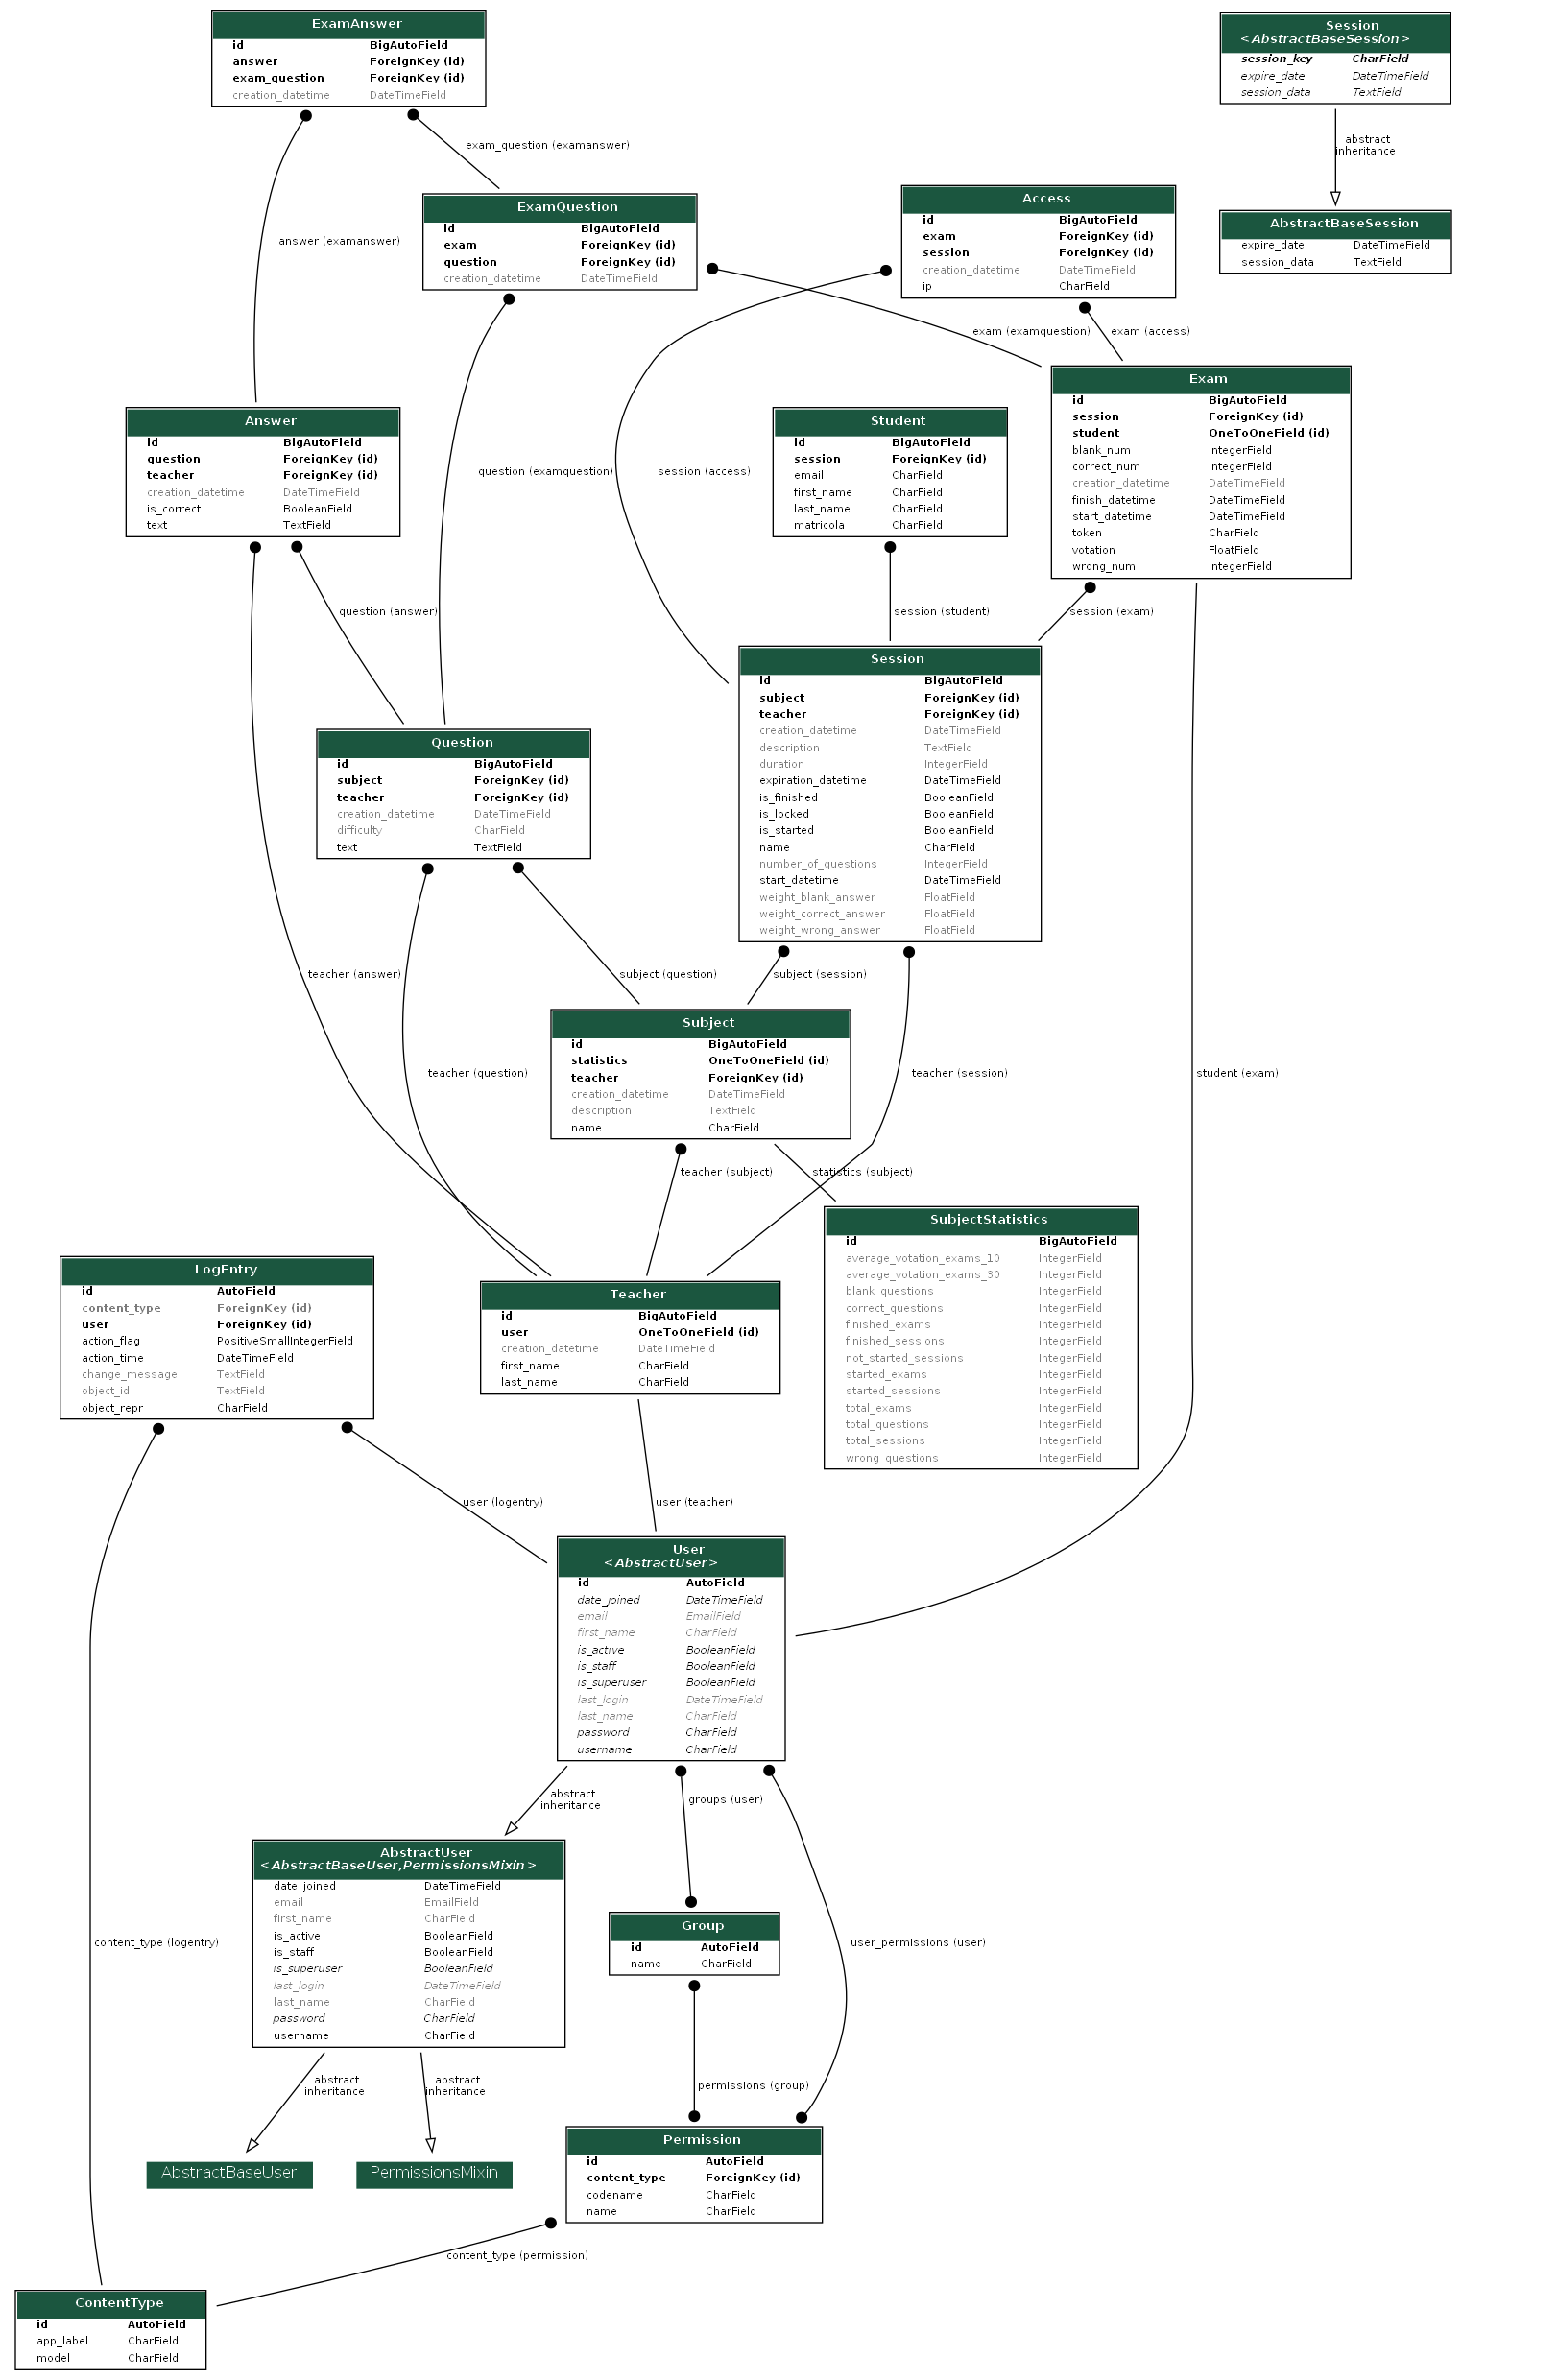 ExamAnswer
id BigAutoField
answer ForeignKey (id)
exam_question ForeignKey (id)
creation_datetime DateTimeField
Session
<AbstractBaseSession>
session_key CharField
expire_date DateTimeField
session_data TextField
abstract
inheritance
exam_question (examanswer)
ExamQuestion
id BigAutoField
exam ForeignKey (id)
question ForeignKey (id)
creation_datetime DateTimeField
Access
id BigAutoField
exam ForeignKey (id)
session ForeignKey (id)
creation_datetime DateTimeField
ip CharField
AbstractBaseSession
expire_date DateTimeField
session_data TextField
answer (examanswer)
exam (examquestion)
exam (access)
Answer
id BigAutoField
question ForeignKey (id)
teacher ForeignKey (id)
creation_datetime DateTimeField
is_correct BooleanField
text TextField
question (examquestion)
session (access)
Student
id BigAutoField
session ForeignKey (id)
email CharField
first_name CharField
last_name CharField
matricola CharField
Exam
id BigAutoField
session ForeignKey (id)
student OneToOneField (id)
blank_num IntegerField
correct_num IntegerField
creation_datetime DateTimeField
finish_datetime DateTimeField
start_datetime DateTimeField
token CharField
votation FloatField
wrong_num IntegerField
question (answer)
session (student)
session (exam)
Question
id BigAutoField
subject ForeignKey (id)
teacher ForeignKey (id)
creation_datetime DateTimeField
difficulty CharField
text TextField
Session
id BigAutoField
subject ForeignKey (id)
teacher ForeignKey (id)
creation_datetime DateTimeField
description TextField
duration IntegerField
expiration_datetime DateTimeField
is_finished BooleanField
is_locked BooleanField
is_started BooleanField
name CharField
number_of_questions IntegerField
start_datetime DateTimeField
weight_blank_answer FloatField
weight_correct_answer FloatField
weight_wrong_answer FloatField
teacher (answer)
subject (question)
subject (session)
Subject
id BigAutoField
statistics OneToOneField (id)
teacher ForeignKey (id)
creation_datetime DateTimeField
description TextField
name CharField
teacher (question)
teacher (session)
student (exam)
teacher (subject)
statistics (subject)
SubjectStatistics
id BigAutoField
average_votation_exams_10 IntegerField
average_votation_exams_30 IntegerField
blank_questions IntegerField
correct_questions IntegerField
finished_exams IntegerField
finished_sessions IntegerField
not_started_sessions IntegerField
started_exams IntegerField
started_sessions IntegerField
total_exams IntegerField
total_questions IntegerField
total_sessions IntegerField
wrong_questions IntegerField
LogEntry
id AutoField
content_type ForeignKey (id)
user ForeignKey (id)
action_flag PositiveSmallIntegerField
action_time DateTimeField
change_message TextField
object_id TextField
object_repr CharField
Teacher
id BigAutoField
user OneToOneField (id)
creation_datetime DateTimeField
first_name CharField
last_name CharField
user (logentry)
user (teacher)
User
<AbstractUser>
id AutoField
date_joined DateTimeField
email EmailField
first_name CharField
is_active BooleanField
is_staff BooleanField
is_superuser BooleanField
last_login DateTimeField
last_name CharField
password CharField
username CharField
abstract
inheritance
groups (user)
AbstractUser
<AbstractBaseUser,PermissionsMixin>
date_joined DateTimeField
email EmailField
first_name CharField
is_active BooleanField
is_staff BooleanField
is_superuser BooleanField
last_login DateTimeField
last_name CharField
password CharField
username CharField
Group
id AutoField
name CharField
content_type (logentry)
user_permissions (user)
abstract
inheritance
abstract
inheritance
permissions (group)
AbstractBaseUser
PermissionsMixin
Permission
id AutoField
content_type ForeignKey (id)
codename CharField
name CharField
content_type (permission)
ContentType
id AutoField
app_label CharField
model CharField